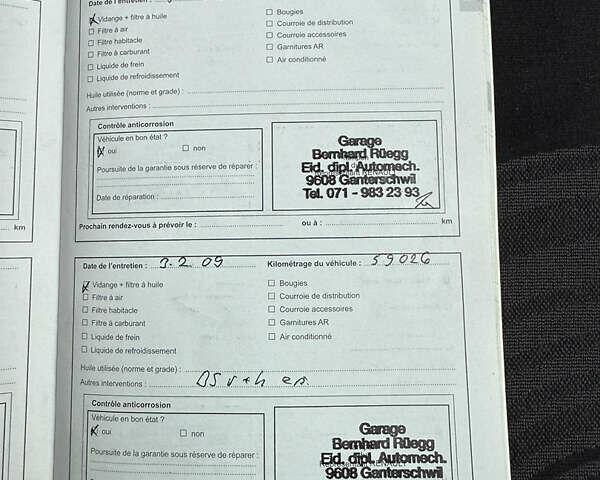 Date de l'entretien :
Vidange + filtre à huile
Bougies
Filtre à air
Courroie de distribution
Filtre habitacle
Courroie accessoires
Filtre à carburant
Garnitures AR
Liquide de frein
Air conditionné
Liquide de refroidissement
Huile utilisée (norme et grade) :
Autres interventions :
Contrôle anticorrosion
Véhicule en bon état ?
oui non
Poursuite de la garantie sous réserve de réparer :
Date de réparation :
Garage
Bernhard Rüegg
Eid. dipl. Automech.
9608 Ganterschwil
Tel. 071 - 983 23 93
km
Prochain rendez-vous à prévoir le : ou à : km
Date de l'entretien : 3.2.09 Kilométrage du véhicule : 59026
Vidange + filtre à huile
Bougies
Filtre à air
Courroie de distribution
Filtre habitacle
Courroie accessoires
Filtre à carburant
Garnitures AR
Liquide de frein
Air conditionné
Liquide de refroidissement
Huile utilisée (norme et grade) :
Autres interventions :
Contrôle anticorrosion
Véhicule en bon état ?
oui non
Poursuite de la garantie sous réserve de réparer :
Date de réparation :
Garage
Bernhard Rüegg
Eid. dipl. Automech.
9608 Ganterschwil